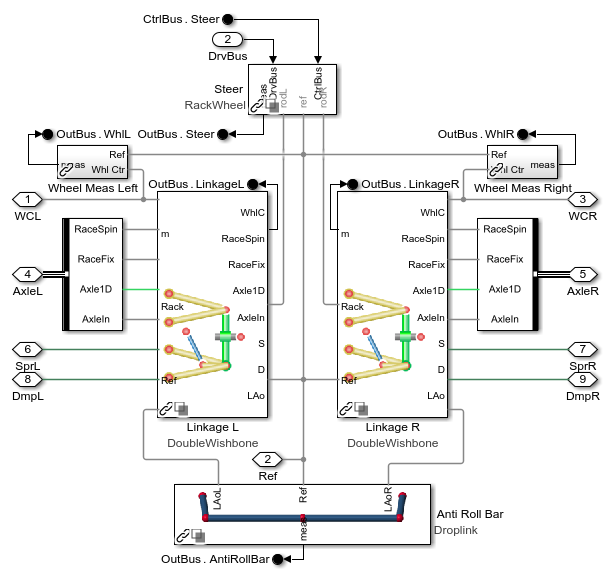 CtrlBus . Steer
2
DrvBus
Steer
RackWheel
meas
DrvBus
rodL
ref
CtrlBus
rodR
OutBus . WhlL
OutBus . Steer
OutBus . WhlR
Ref
meas
Whl Ctr
Wheel Meas Left
Ref
Whl Ctr
meas
Wheel Meas Right
OutBus . LinkageL
OutBus . LinkageR
1
WCL
3
WCR
RaceSpin
RaceFix
Axle1D
AxleIn
4
AxleL
m
Rack
Ref
WhlC
RaceSpin
RaceFix
Axle1D
AxleIn
S
D
LAo
Linkage L
DoubleWishbone
m
Rack
Ref
WhlC
RaceSpin
RaceFix
Axle1D
AxleIn
S
D
LAo
Linkage R
DoubleWishbone
RaceSpin
RaceFix
Axle1D
AxleIn
5
AxleR
6
SprL
8
DmpL
7
SprR
9
DmpR
2
Ref
LAoL
Ref
LAoR
meas
Anti Roll Bar
Droplink
OutBus . AntiRollBar